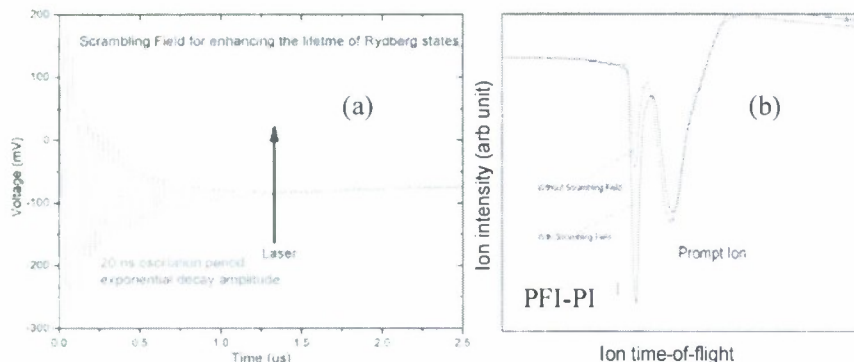 200
Scrambling Field for enhancing the lifetme of Rydberg states
100
(a)
0
Voltage (mV)
-100
Laser
-200
20 ns oscillation period
exponential decay amplitude
-300
0.0 0.5 1.0 1.5 2.0 2.5
Time (us)
(b)
Ion intensity (arb unit)
Without Scrambling Field
With Scrambling Field
Prompt Ion
PFI-PI
Ion time-of-flight